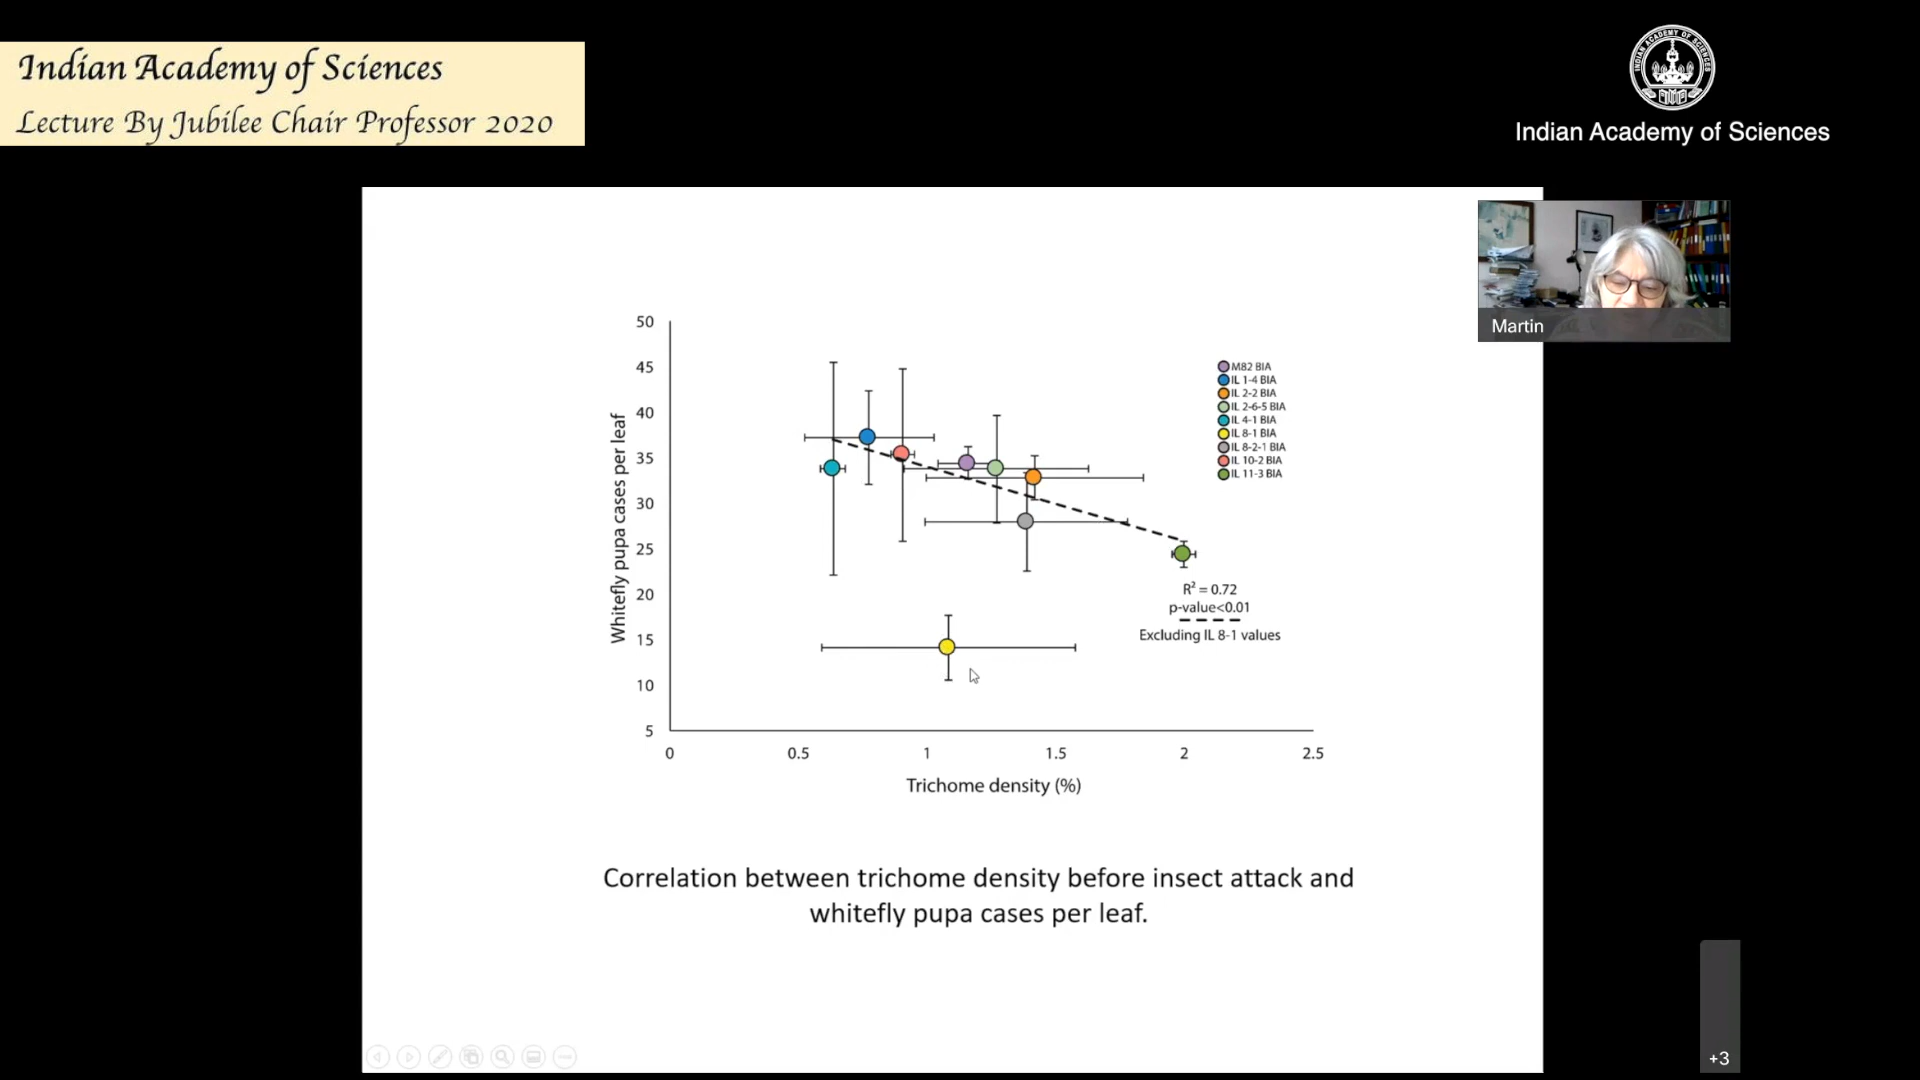 Indian Academy of Sciences
Lecture By Jubilee Chair Professor 2020
Indian Academy of Sciences
Martin
50
45
40
35
30
25
20
15
10
5
Whitefly pupa cases per leaf
M82 BIA
IL 1-4 BIA
IL 2-2 BIA
IL 2-6-5 BIA
IL 4-1 BIA
IL 8-1 BIA
IL 8-2-1 BIA
IL 10-2 BIA
IL 11-3 BIA
R² = 0.72
p-value<0.01
Excluding IL 8-1 values
0 0.5 1 1.5 2 2.5
Trichome density (%)
Correlation between trichome density before insect attack and
whitefly pupa cases per leaf.
+3